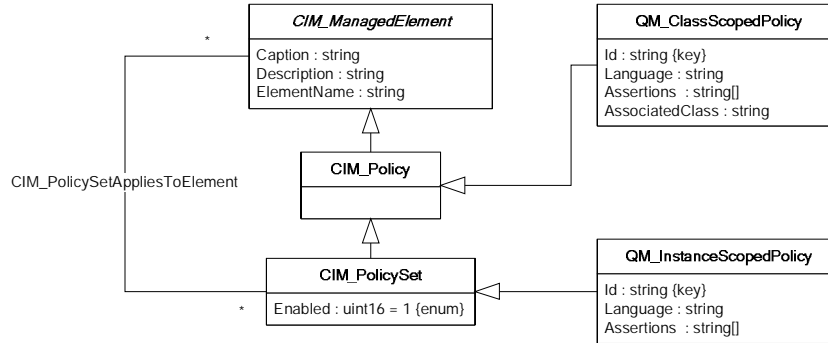 CIM_ManagedElement
Caption : string
Description : string
ElementName : string
QM_ClassScopedPolicy
Id : string {key}
Language : string
Assertions : string[]
AssociatedClass : string
*
CIM_PolicySetAppliesToElement
CIM_Policy
CIM_PolicySet
Enabled : uint16 = 1 {enum}
*
QM_InstanceScopedPolicy
Id : string {key}
Language : string
Assertions : string[]